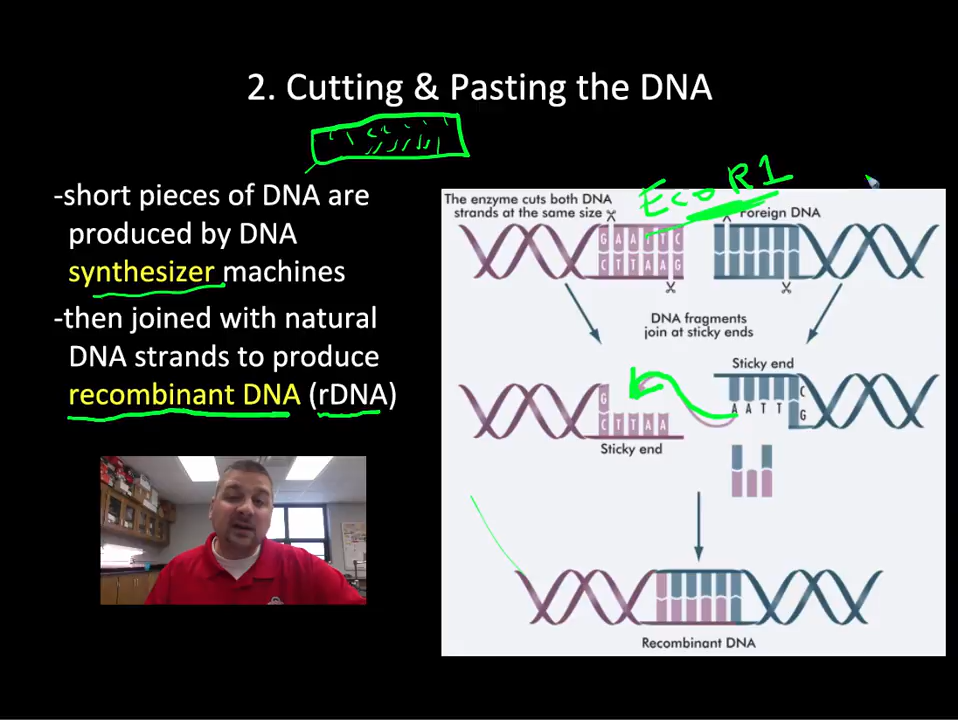 2. Cutting & Pasting the DNA
-short pieces of DNA are
produced by DNA
synthesizer machines
-then joined with natural
DNA strands to produce
recombinant DNA (rDNA)
EcoR1
The enzyme cuts both DNA
strands at the same size
Foreign DNA
G A A T T C
C T T A A G
DNA fragments
join at sticky ends
Sticky end
G
C T T A A
A A T T
C
G
Sticky end
Recombinant DNA